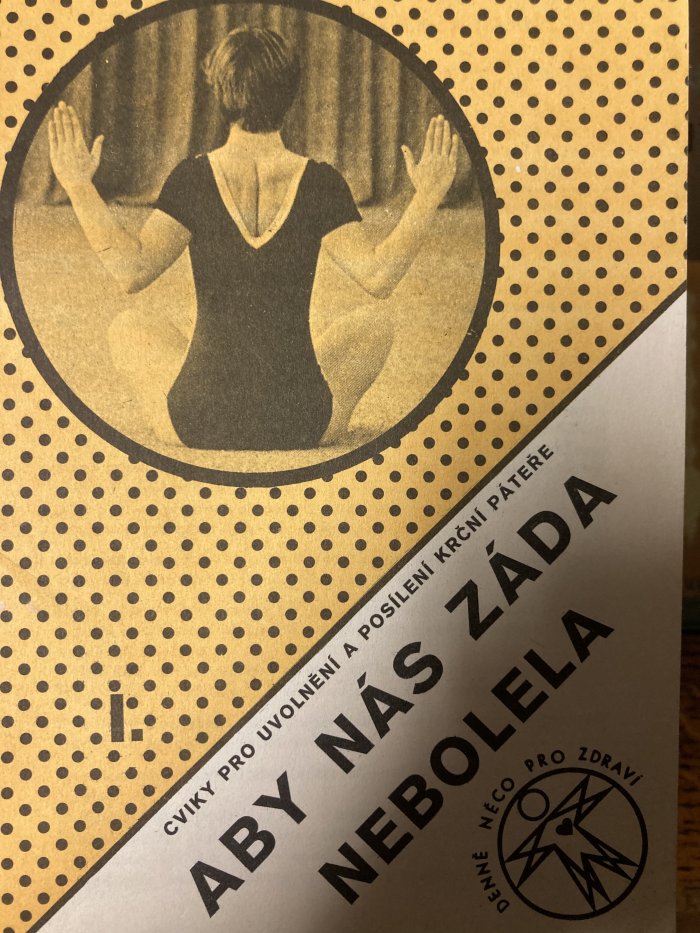 I.
CVIKY PRO UVOLNĚNÍ A POSÍLENÍ KRČNÍ PÁTEŘE
ABY NÁS ZÁDA
NEBOLELA
DENNĚ NĚCO PRO ZDRAVÍ